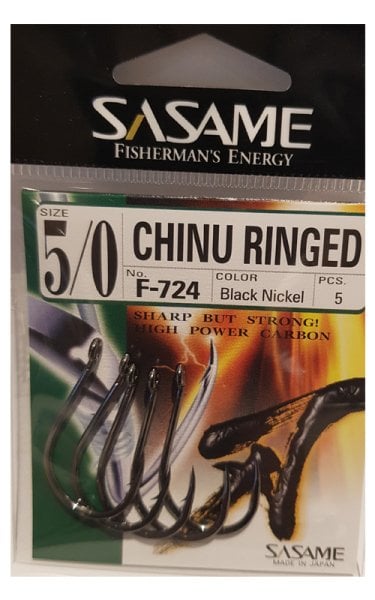 SASAME
FISHERMAN'S ENERGY
SIZE
5/0
CHINU RINGED
No.
F-724
COLOR
Black Nickel
PCS.
5
SHARP BUT STRONG!
HIGH POWER CARBON
SASAME
MADE IN JAPAN